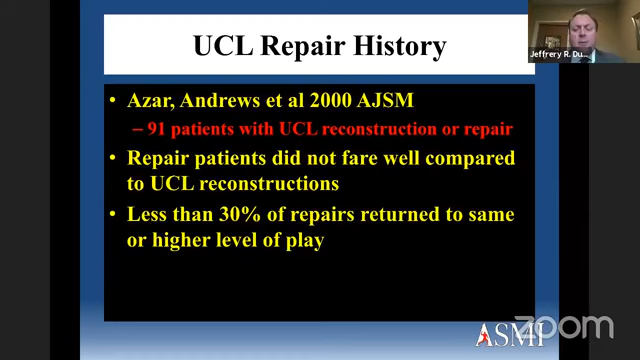 UCL Repair History
Jeffrery R. Du...
• Azar, Andrews et al 2000 AJSM
– 91 patients with UCL reconstruction or repair
• Repair patients did not fare well compared
to UCL reconstructions
• Less than 30% of repairs returned to same
or higher level of play
ASMI
zoom